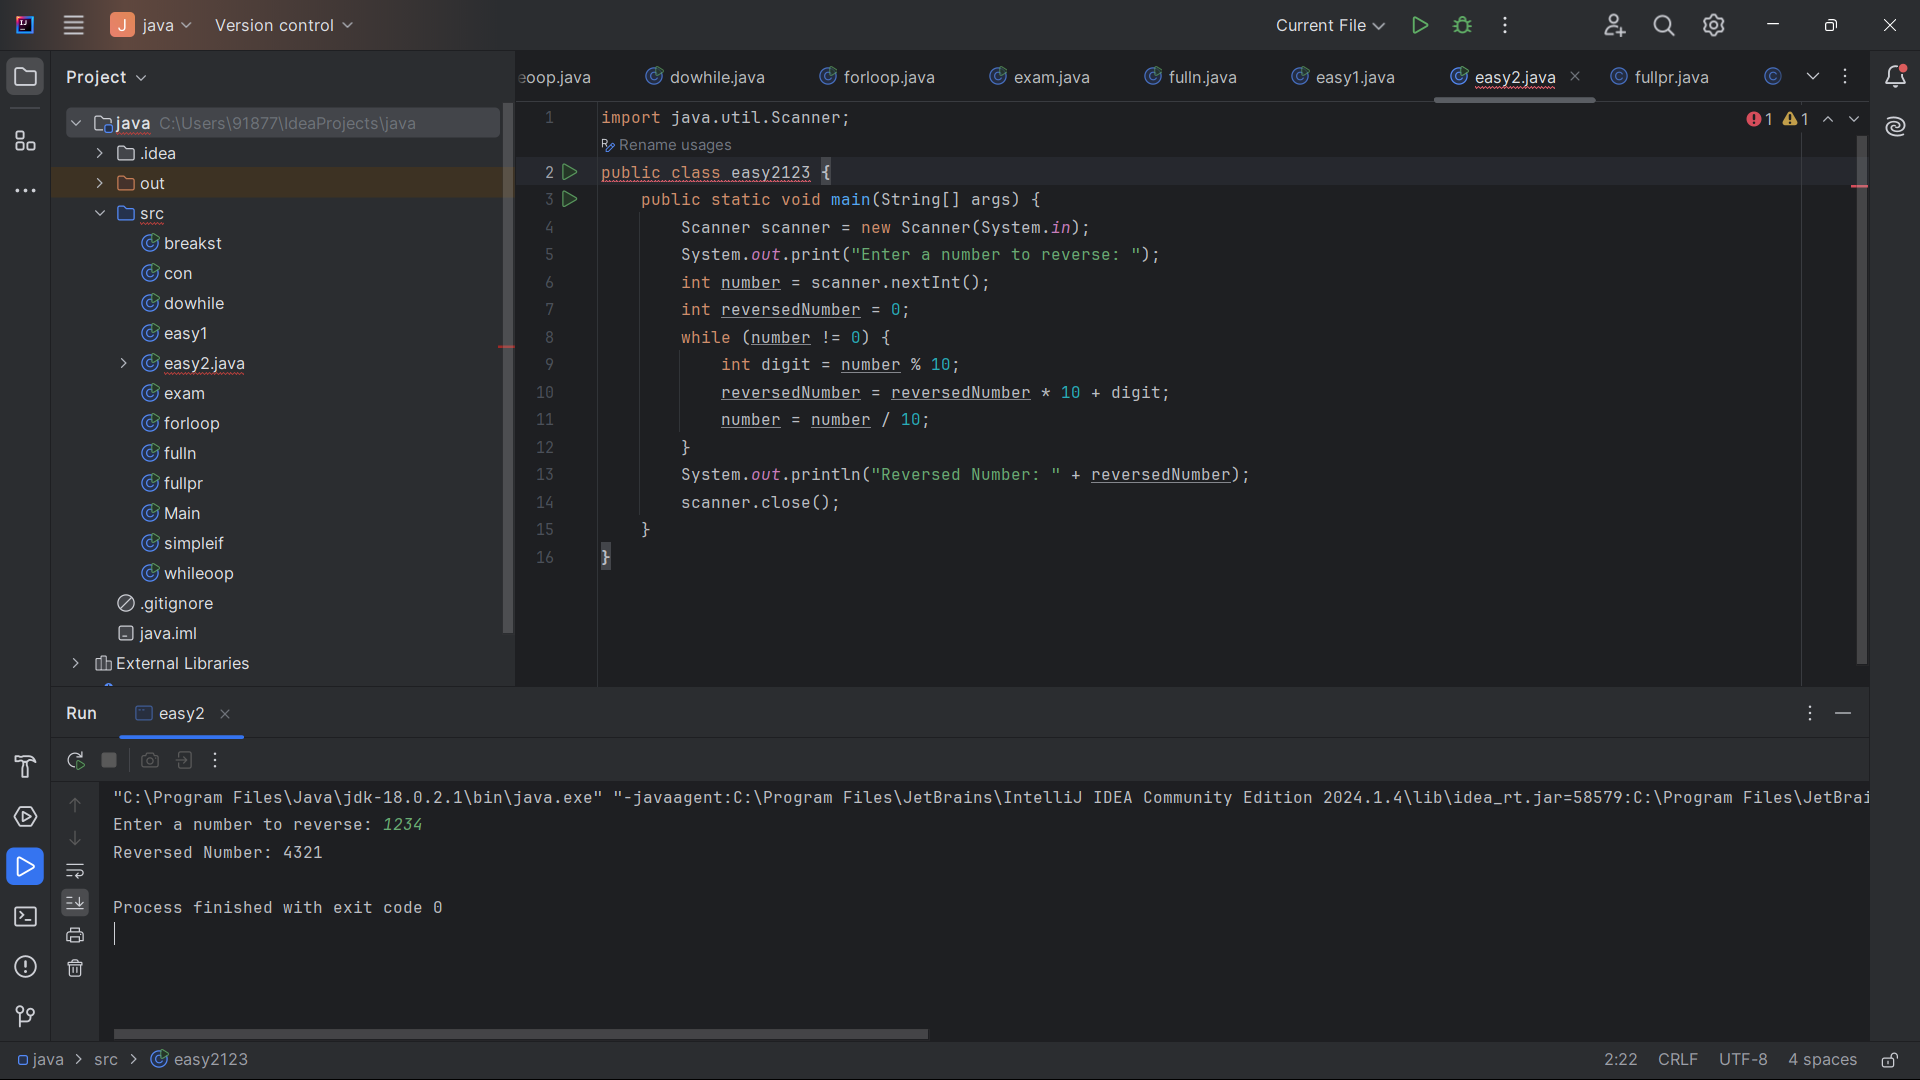 J java Version control Current File
Project
java C:\Users\91877\IdeaProjects\java
.idea
out
src
breakst
con
dowhile
easy1
easy2.java
exam
forloop
fulln
fullpr
Main
simpleif
whileoop
.gitignore
java.iml
External Libraries
eoop.java dowhile.java forloop.java exam.java fulln.java easy1.java easy2.java fullpr.java
1 1
1 import java.util.Scanner;
Rename usages
2 public class easy2123 {
3 public static void main(String[] args) {
4 Scanner scanner = new Scanner(System.in);
5 System.out.print("Enter a number to reverse: ");
6 int number = scanner.nextInt();
7 int reversedNumber = 0;
8 while (number != 0) {
9 int digit = number % 10;
10 reversedNumber = reversedNumber * 10 + digit;
11 number = number / 10;
12 }
13 System.out.println("Reversed Number: " + reversedNumber);
14 scanner.close();
15 }
16 }
Run easy2
"C:\Program Files\Java\jdk-18.0.2.1\bin\java.exe" "-javaagent:C:\Program Files\JetBrains\IntelliJ IDEA Community Edition 2024.1.4\lib\idea_rt.jar=58579:C:\Program Files\JetBrai
Enter a number to reverse: 1234
Reversed Number: 4321
Process finished with exit code 0
java > src > easy2123 2:22 CRLF UTF-8 4 spaces